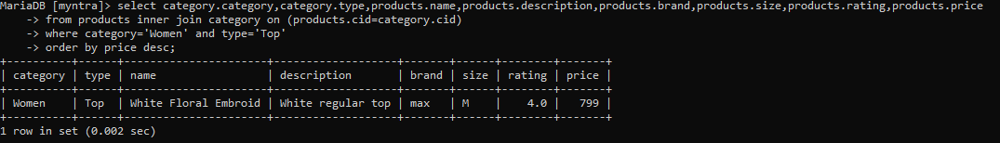 MariaDB [myntra]> select category.category,category.type,products.name,products.description,products.brand,products.size,products.rating,products.price
    -> from products inner join category on (products.cid=category.cid)
    -> where category='Women' and type='Top'
    -> order by price desc;
+----------+------+----------------------+-------------------+-------+------+--------+-------+
| category | type | name                 | description       | brand | size | rating | price |
+----------+------+----------------------+-------------------+-------+------+--------+-------+
| Women    | Top  | White Floral Embroid | White regular top | max   | M    |    4.0 |   799 |
+----------+------+----------------------+-------------------+-------+------+--------+-------+
1 row in set (0.002 sec)